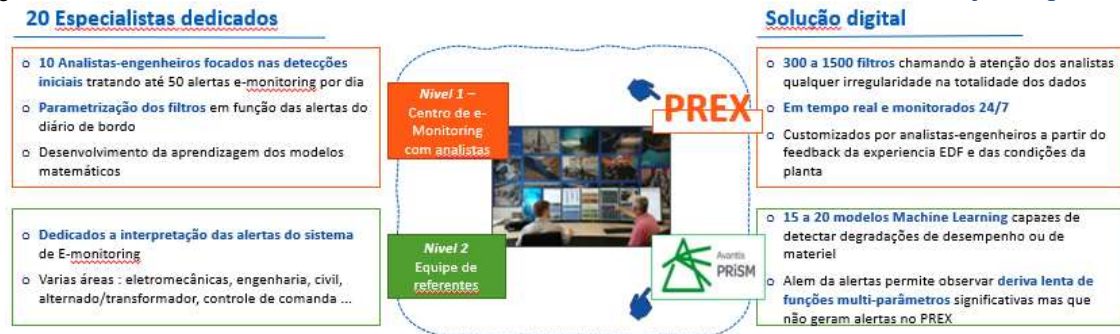 20 Especialistas dedicados
o 10 Analistas-engenheiros focados nas detecções
iniciais tratando até 50 alertas e-monitoring por dia
o Parametrização dos filtros em função das alertas do
diário de bordo
o Desenvolvimento da aprendizagem dos modelos
matemáticos
o Dedicados a interpretação das alertas do sistema
de E-monitoring
o Varias áreas : eletromecânicas, engenharia, civil,
alternado/transformador, controle de comanda ...
Nivel 1 –
Centro de e-
Monitoring
com analistas
Nivel 2
Equipe de
referentes
PREX
Avantis
PRiSM
Solução digital
o 300 a 1500 filtros chamando à atenção dos analistas
qualquer irregularidade na totalidade dos dados
o Em tempo real e monitorados 24/7
o Customizados por analistas-engenheiros a partir do
feedback da experiencia EDF e das condições da
planta
o 15 a 20 modelos Machine Learning capazes de
detectar degradações de desempenho ou de
materiel
o Alem da alertas permite observar deriva lenta de
funções multi-parâmetros significativas mas que
não geram alertas no PREX